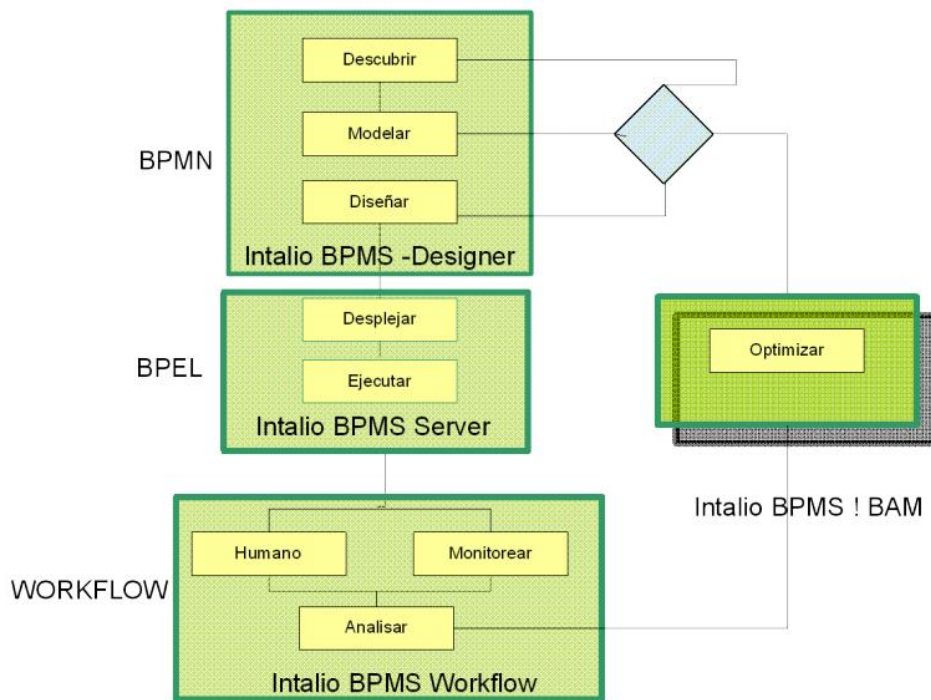 Descubrir
Modelar
BPMN
Diseñar
Intalio BPMS -Designer
Desplejar
BPEL
Ejecutar
Intalio BPMS Server
Optimizar
Intalio BPMS ! BAM
Humano
Monitorear
WORKFLOW
Analisar
Intalio BPMS Workflow